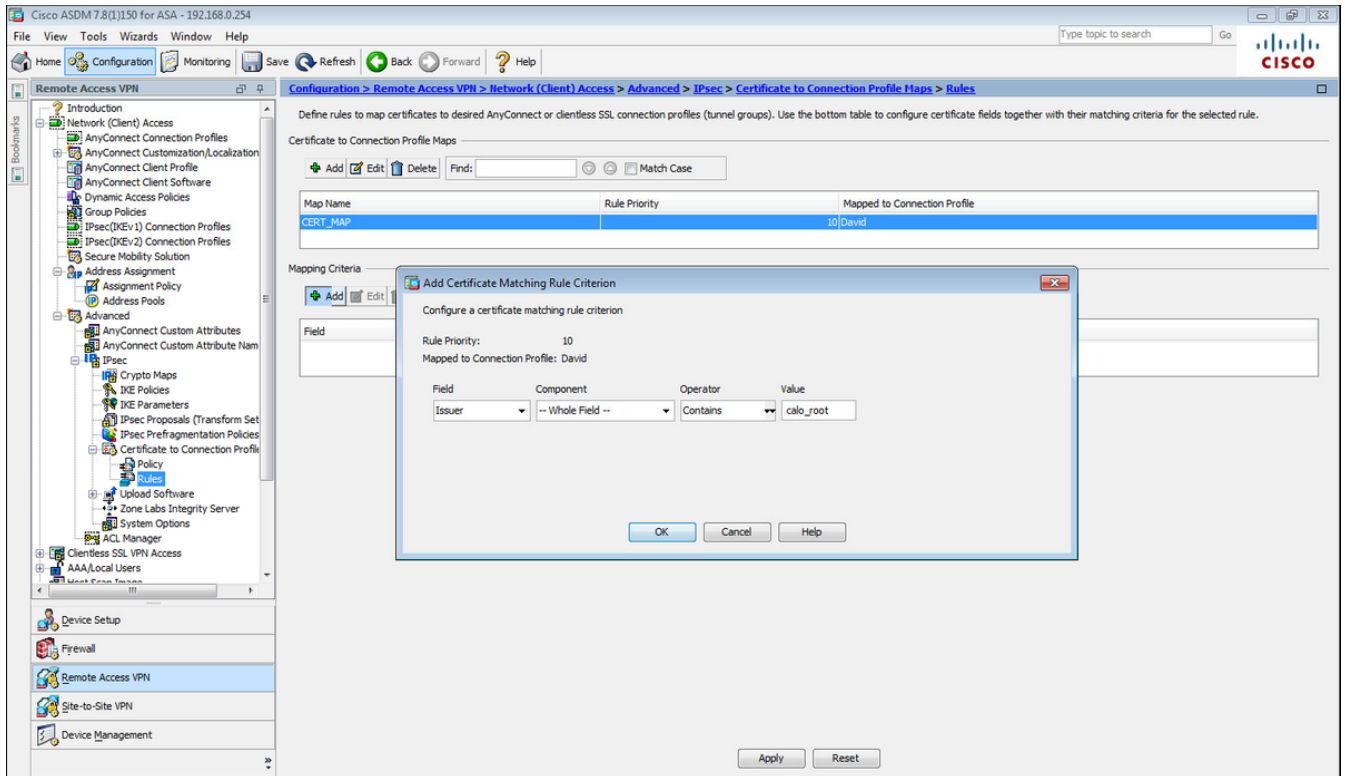 Cisco ASDM 7.8(1)150 for ASA - 192.168.0.254
File View Tools Wizards Window Help
Type topic to search Go
Home Configuration Monitoring Save Refresh Back Forward Help
CISCO
Bookmarks
Remote Access VPN
Introduction
Network (Client) Access
AnyConnect Connection Profiles
AnyConnect Customization/Localization
AnyConnect Client Profile
AnyConnect Client Software
Dynamic Access Policies
Group Policies
IPsec(IKEv1) Connection Profiles
IPsec(IKEv2) Connection Profiles
Secure Mobility Solution
Address Assignment
Assignment Policy
Address Pools
Advanced
AnyConnect Custom Attributes
AnyConnect Custom Attribute Nam
IPsec
Crypto Maps
IKE Policies
IKE Parameters
IPsec Proposals (Transform Set
IPsec Prefragmentation Policies
Certificate to Connection Profile
Policy
Rules
Upload Software
Zone Labs Integrity Server
System Options
ACL Manager
Clientless SSL VPN Access
AAA/Local Users
Host Scan Image
Device Setup
Firewall
Remote Access VPN
Site-to-Site VPN
Device Management
Configuration > Remote Access VPN > Network (Client) Access > Advanced > IPsec > Certificate to Connection Profile Maps > Rules
Define rules to map certificates to desired AnyConnect or clientless SSL connection profiles (tunnel groups). Use the bottom table to configure certificate fields together with their matching criteria for the selected rule.
Certificate to Connection Profile Maps
Add Edit Delete Find: Match Case
Map Name Rule Priority Mapped to Connection Profile
CERT_MAP 10 David
Mapping Criteria
Add Edit
Field
Add Certificate Matching Rule Criterion
Configure a certificate matching rule criterion
Rule Priority: 10
Mapped to Connection Profile: David
Field Component Operator Value
Issuer -- Whole Field -- Contains calo_root
OK Cancel Help
Apply Reset